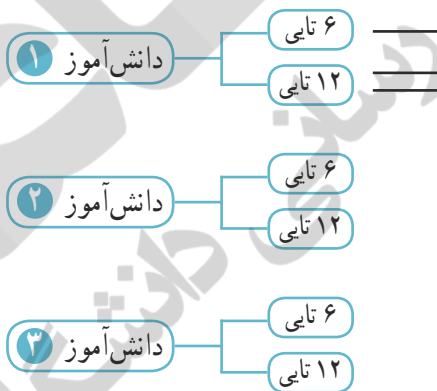 ۶ تایی
دانش‌آموز ۱
۱۲ تایی
۶ تایی
دانش‌آموز ۲
۱۲ تایی
۶ تایی
دانش‌آموز ۳
۱۲ تایی